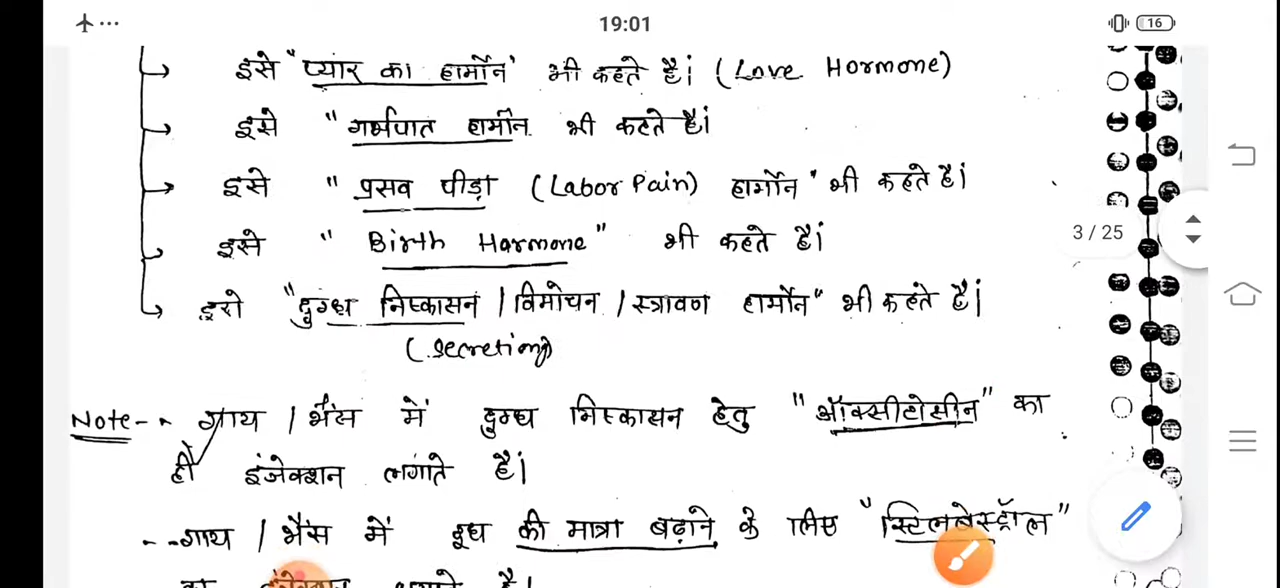 19:01
16
इसे "प्यार का हार्मोन' भी कहते है। (Love Hormone)
इसे "गर्भपात हार्मोन भी कहते है।
इसे "प्रसव पीड़ा (Labor Pain) हार्मोन' भी कहते है।
3 / 25
इसे "Birth Harmone" भी कहते है।
इसे "दुग्ध निष्कासन / विमोचन / स्त्रावण हार्मोन" भी कहते है।
(secretion)
Note - गाय / भैंस में दुग्ध निष्कासन हेतु "ऑक्सीटोसीन" का
ही इंजेक्शन लगाते है।
- गाय / भैंस में दूध की मात्रा बढ़ाने के लिए "स्टिलबेस्ट्रॉल"